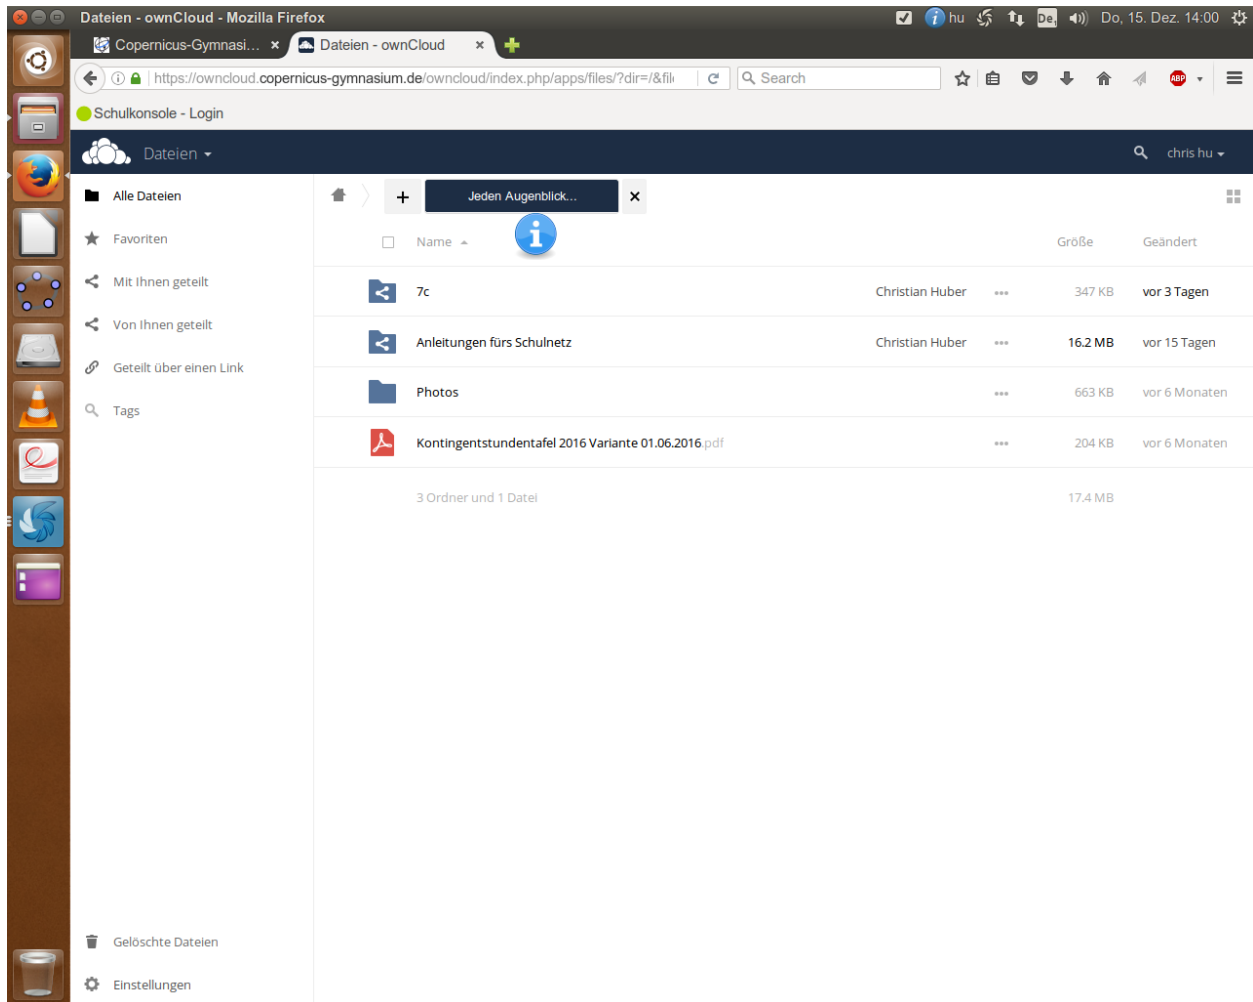 Dateien - ownCloud - Mozilla Firefox
hu De1 Do, 15. Dez. 14:00
Copernicus-Gymnasi... × Dateien - ownCloud ×
https://owncloud.copernicus-gymnasium.de/owncloud/index.php/apps/files/?dir=/&file Search ABP
Schulkonsole - Login
Dateien chris hu
Alle Dateien
Favoriten
Mit Ihnen geteilt
Von Ihnen geteilt
Geteilt über einen Link
Tags
+ Jeden Augenblick... ×
Name Größe Geändert
7c Christian Huber ••• 347 KB vor 3 Tagen
Anleitungen fürs Schulnetz Christian Huber ••• 16.2 MB vor 15 Tagen
Photos ••• 663 KB vor 6 Monaten
Kontingentstundentafel 2016 Variante 01.06.2016.pdf ••• 204 KB vor 6 Monaten
3 Ordner und 1 Datei 17.4 MB
Gelöschte Dateien
Einstellungen